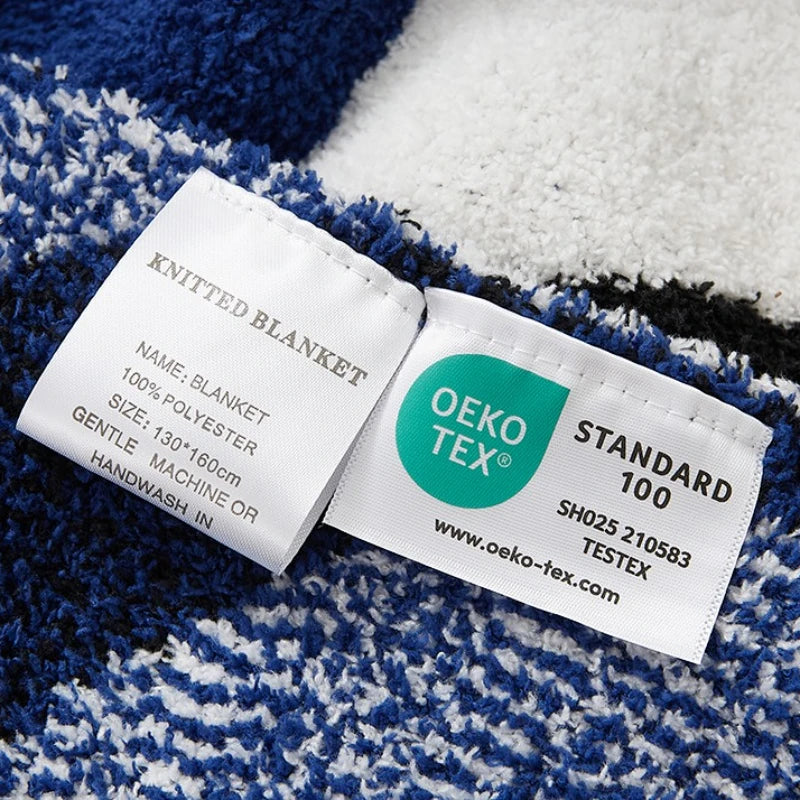 KNITTED BLANKET
NAME: BLANKET
100% POLYESTER
SIZE: 130*160cm
GENTLE MACHINE OR
HANDWASH IN
OEKO
TEX®
STANDARD
100
SH025 210583
TESTEX
www.oeko-tex.com